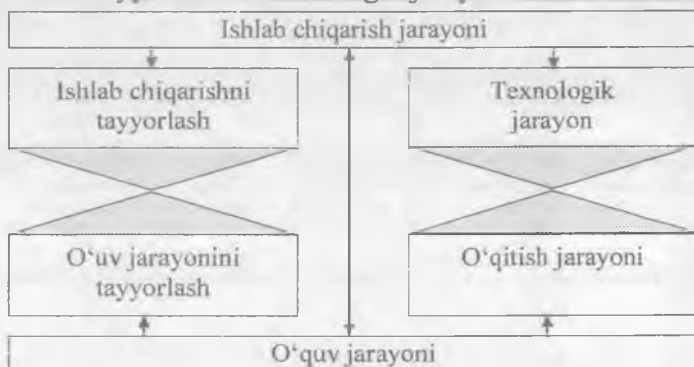 Ishlab chiqarish jarayoni
Ishlab chiqarishni
tayyorlash
Texnologik
jarayon
O‘uv jarayonini
tayyorlash
O‘qitish jarayoni
O‘quv jarayoni